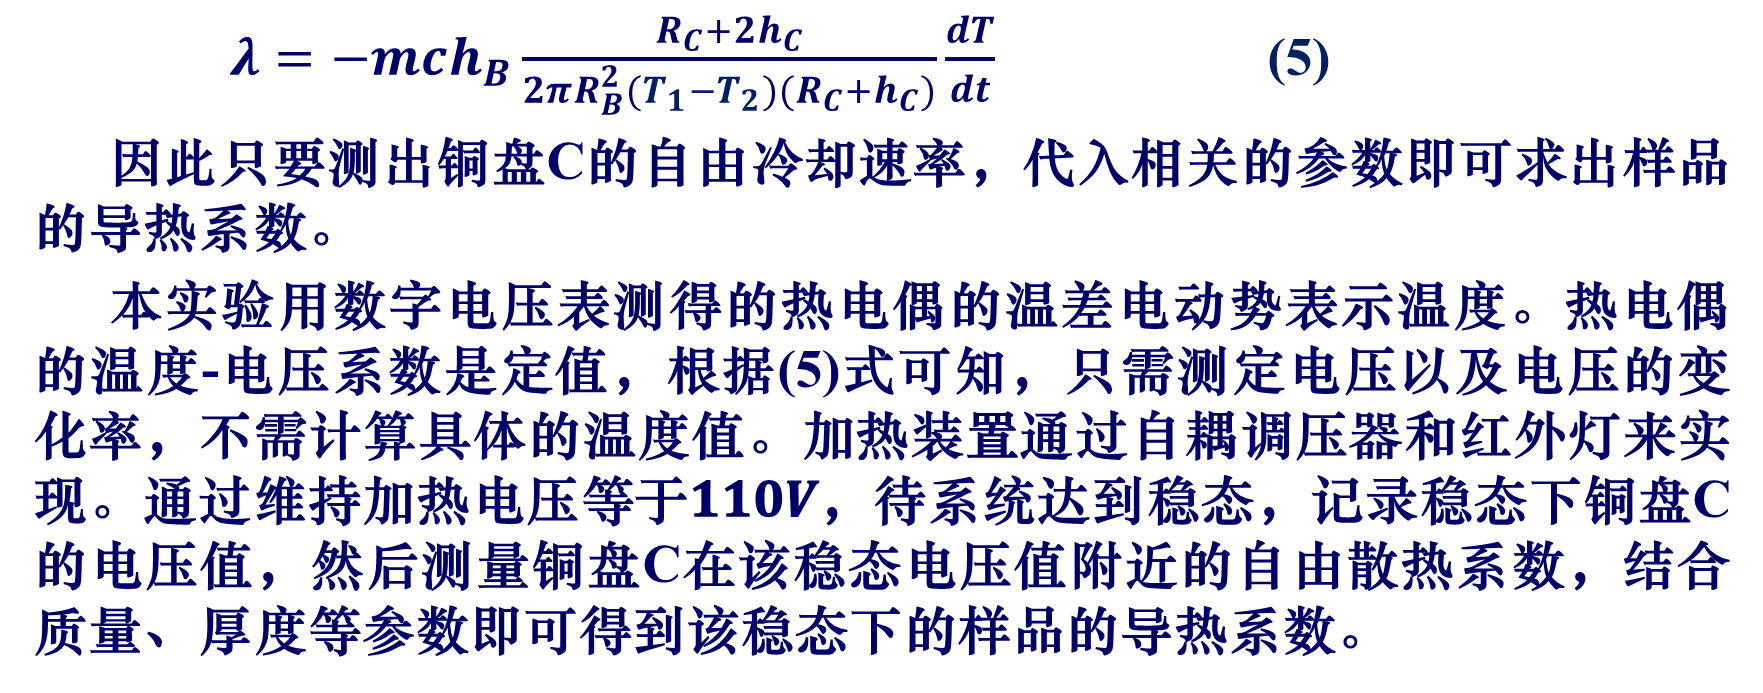 λ = −mch_B \frac{R_C+2h_C}{2πR_B^2(T_1−T_2)(R_C+h_C)} \frac{dT}{dt} (5)
因此只要测出铜盘C的自由冷却速率，代入相关的参数即可求出样品
的导热系数。
本实验用数字电压表测得的热电偶的温差电动势表示温度。热电偶
的温度-电压系数是定值，根据(5)式可知，只需测定电压以及电压的变
化率，不需计算具体的温度值。加热装置通过自耦调压器和红外灯来实
现。通过维持加热电压等于110V，待系统达到稳态，记录稳态下铜盘C
的电压值，然后测量铜盘C在该稳态电压值附近的自由散热系数，结合
质量、厚度等参数即可得到该稳态下的样品的导热系数。